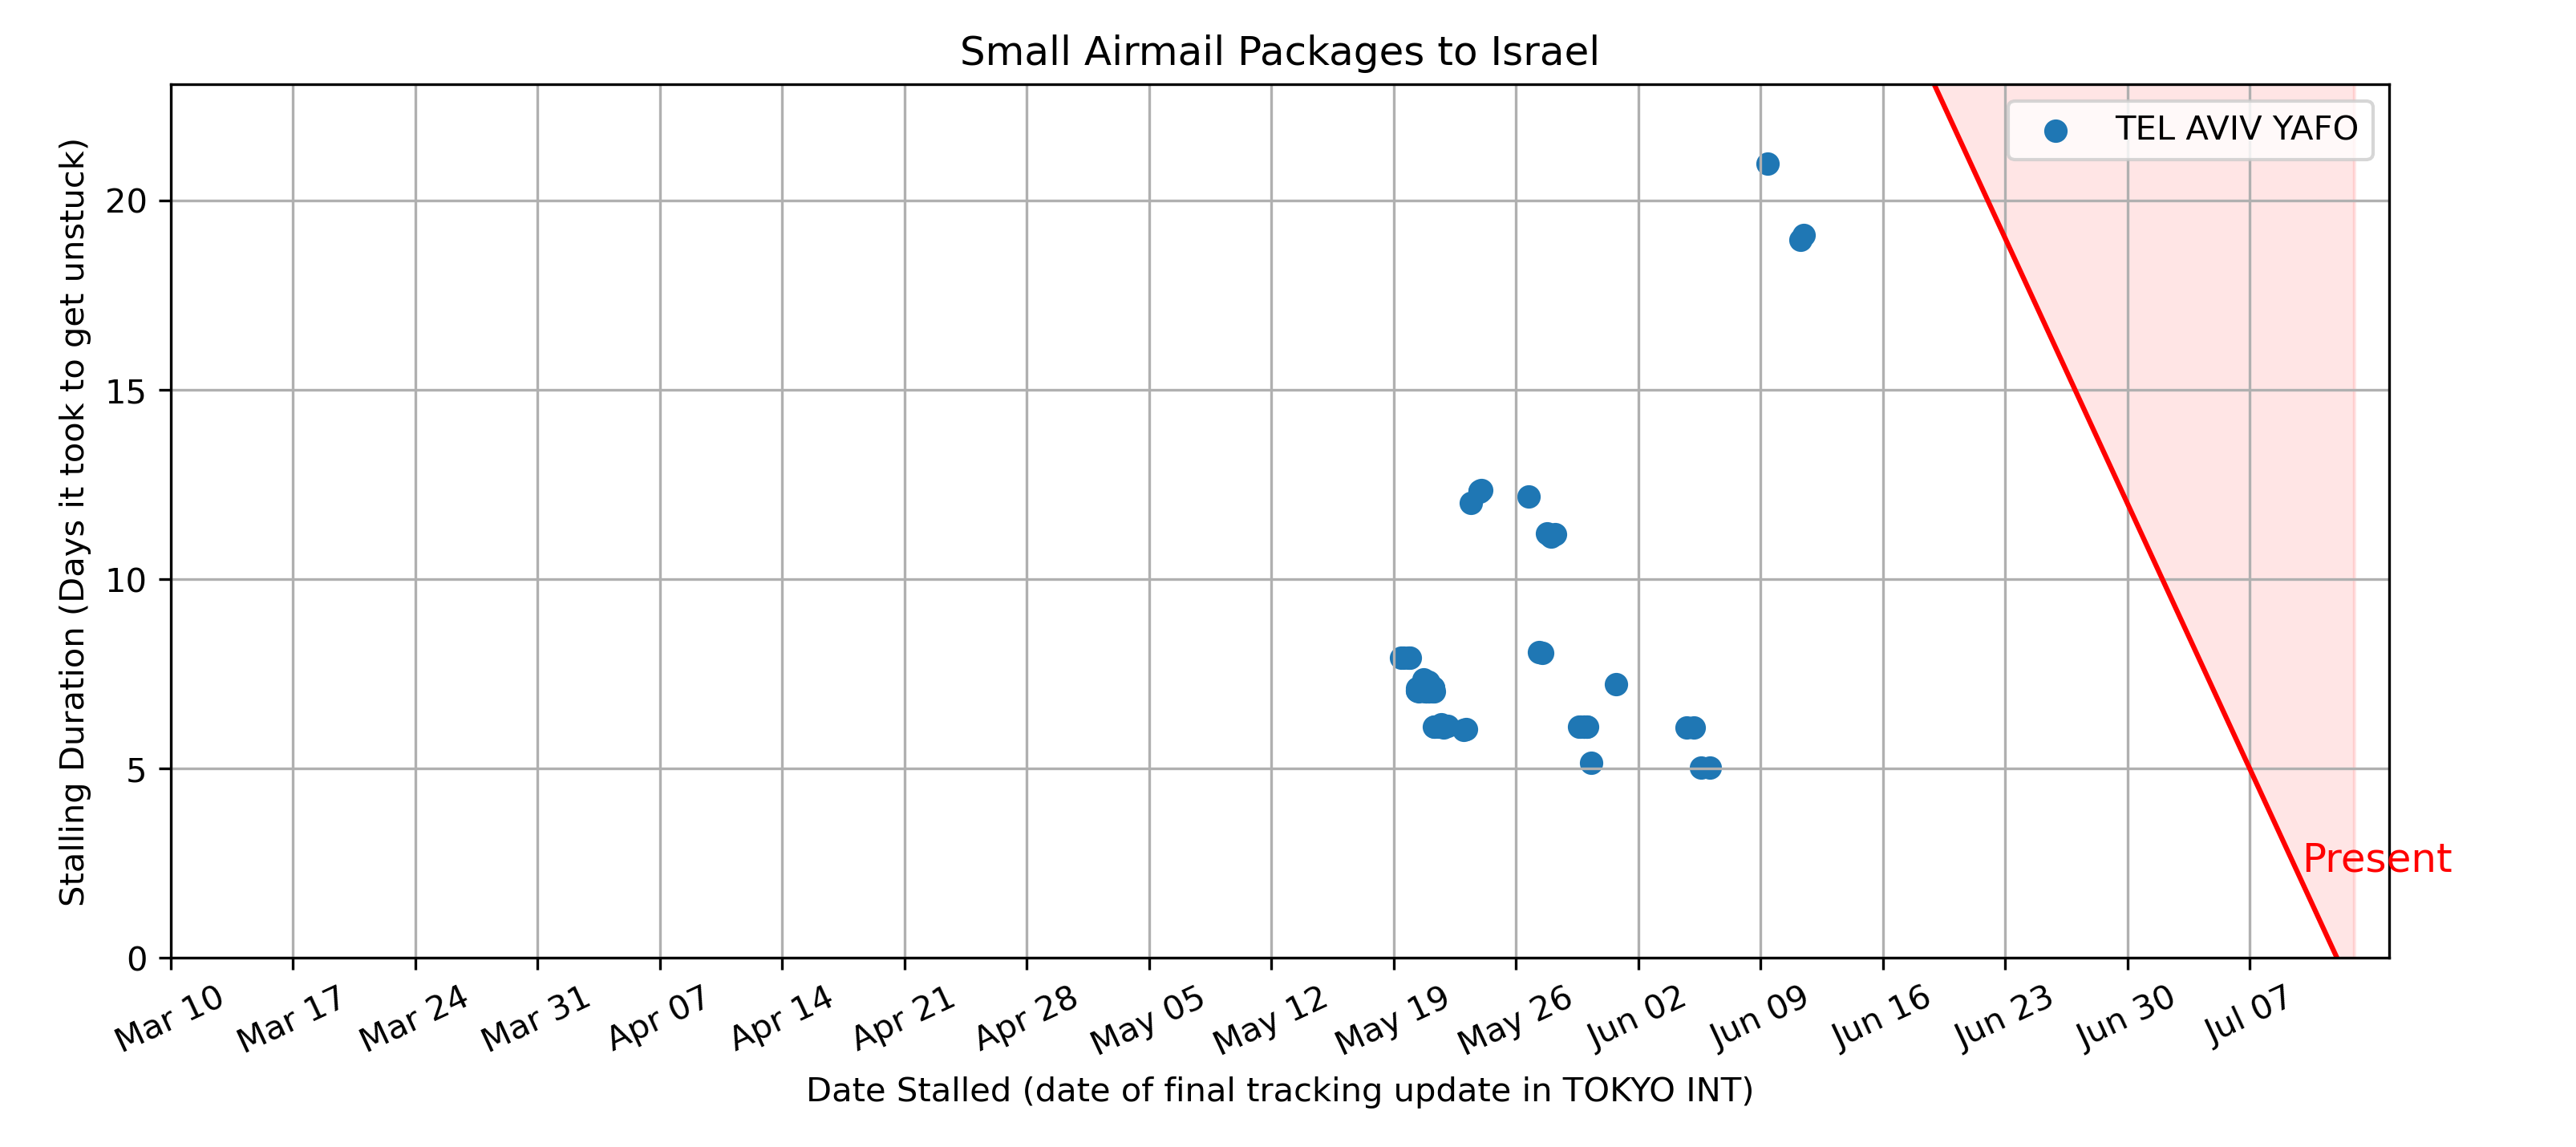 Small Airmail Packages to Israel
TEL AVIV YAFO
Stalling Duration (Days it took to get unstuck)
20
15
10
5
0
Present
Mar 10
Mar 17
Mar 24
Mar 31
Apr 07
Apr 14
Apr 21
Apr 28
May 05
May 12
May 19
May 26
Jun 02
Jun 09
Jun 16
Jun 23
Jun 30
Jul 07
Date Stalled (date of final tracking update in TOKYO INT)